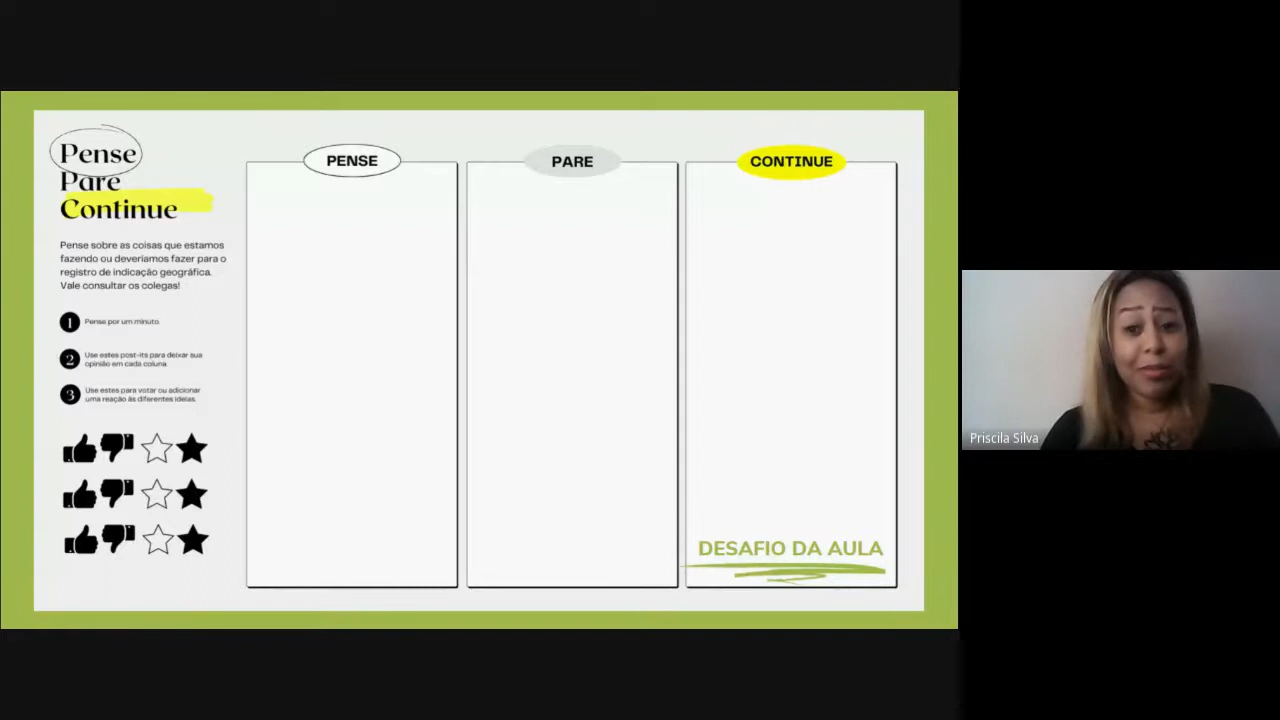 Pense
Pare
Continue
Pense sobre as coisas que estamos
fazendo ou deveríamos fazer para o
registro de indicação geográfica.
Vale consultar os colegas!
1 Pense por um minuto.
2 Use estes post-its para deixar sua
opinião em cada coluna.
3 Use estes para votar ou adicionar
uma reação às diferentes ideias.
PENSE
PARE
CONTINUE
DESAFIO DA AULA
Priscila Silva